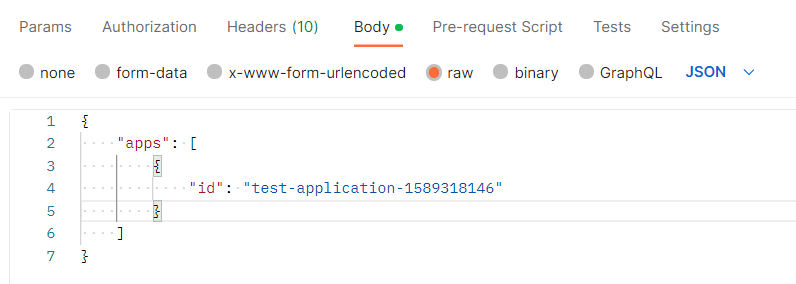 Params Authorization Headers (10) Body Pre-request Script Tests Settings
none form-data x-www-form-urlencoded raw binary GraphQL JSON
1 {
2 "apps": [
3 {
4 "id": "test-application-1589318146"
5 }
6 ]
7 }